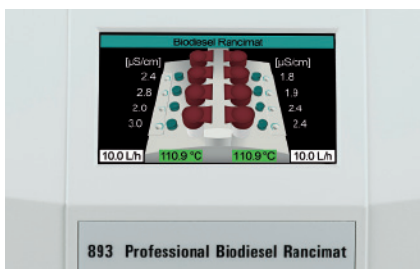 Biodiesel Rancimat
[µS/cm] [µS/cm]
2.4 1.8
2.8 1.9
2.0 2.4
3.0 2.4
10.0 L/h 110.9 °C 110.9 °C 10.0 L/h
893 Professional Biodiesel Rancimat